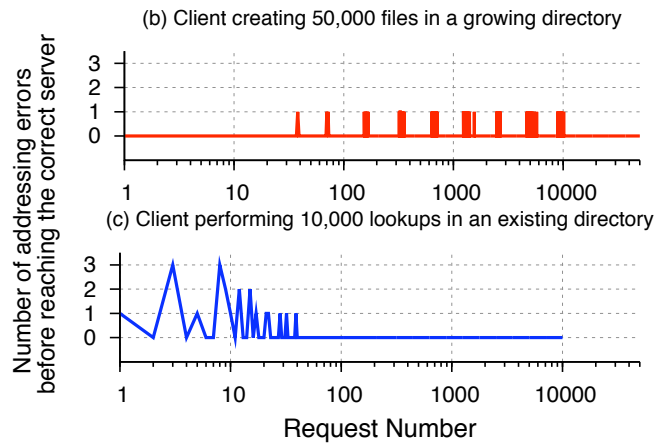 (b) Client creating 50,000 files in a growing directory
3
2
1
0
1 10 100 1000 10000
Number of addressing errors
before reaching the correct server
(c) Client performing 10,000 lookups in an existing directory
3
2
1
0
1 10 100 1000 10000
Request Number